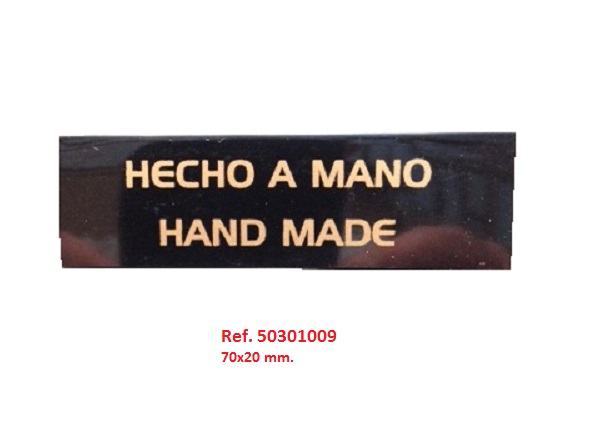 HECHO A MANO
HAND MADE
Ref. 50301009
70x20 mm.